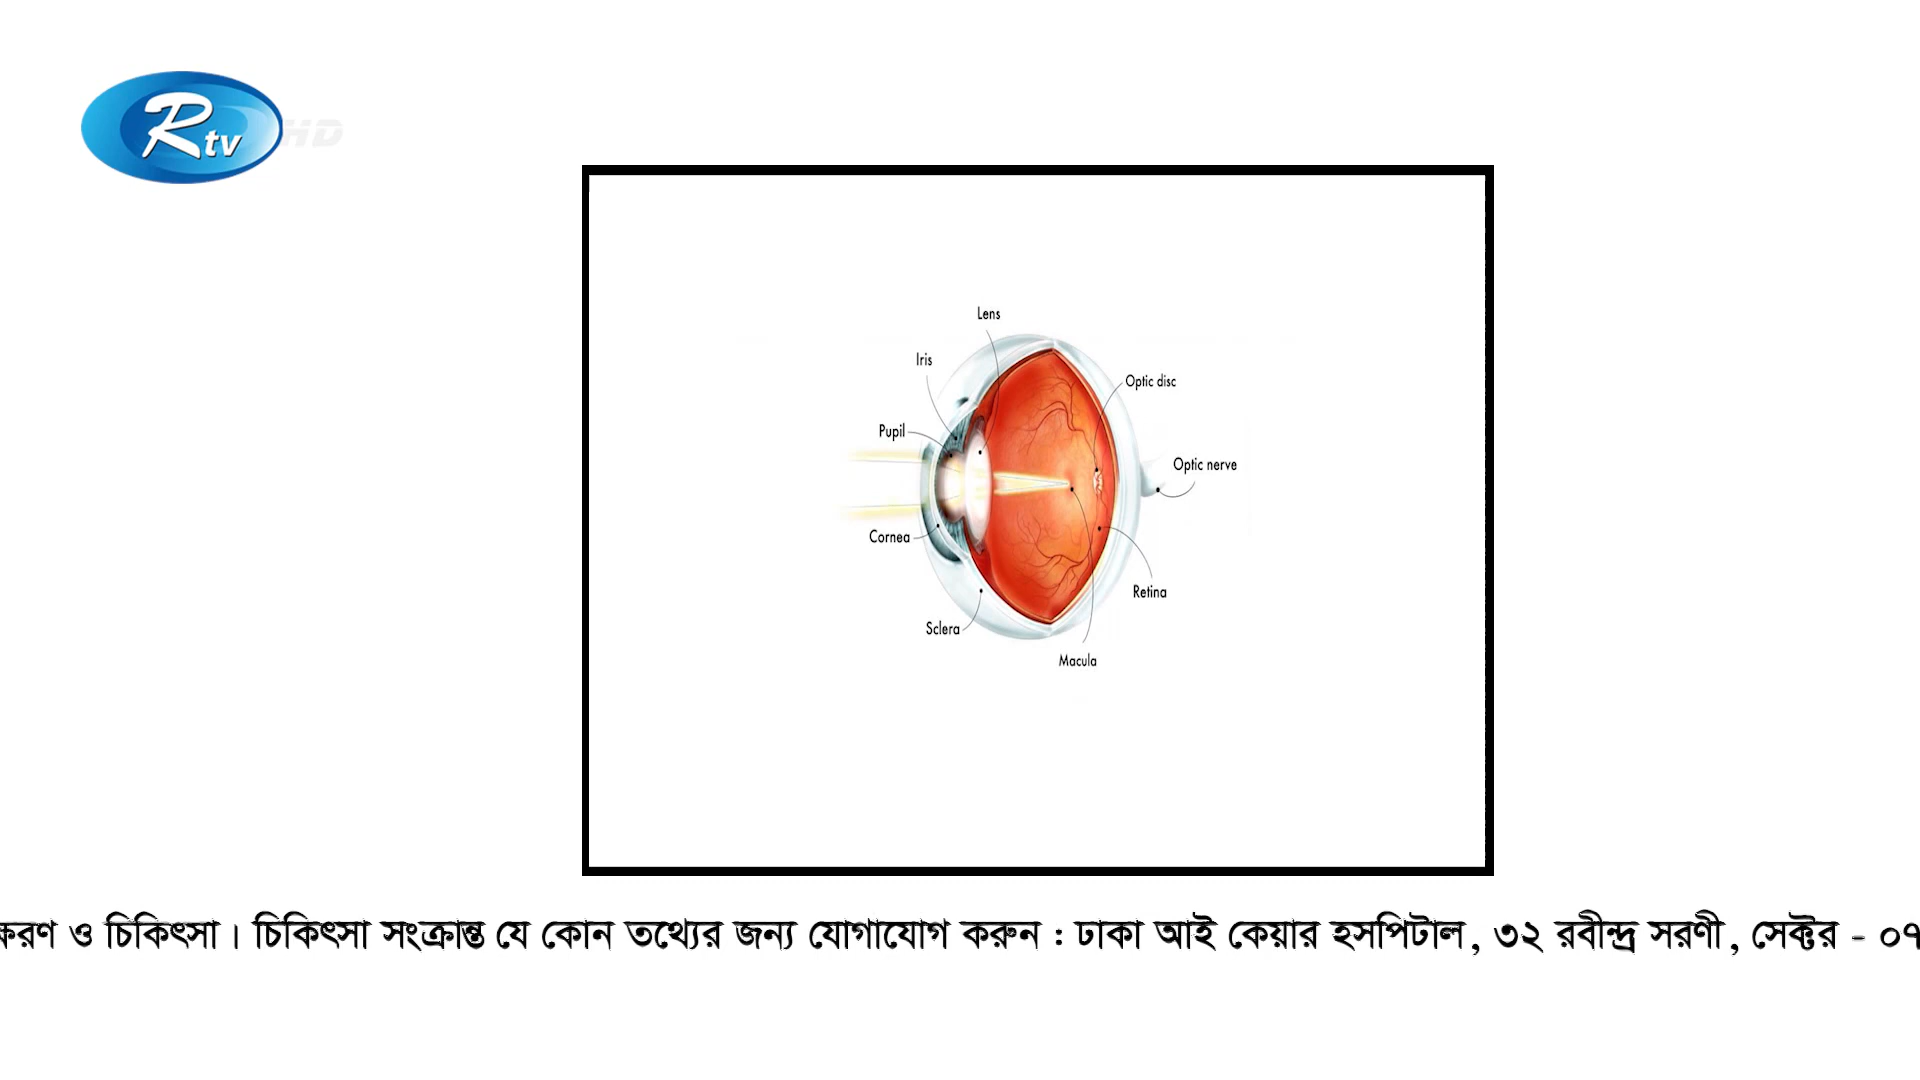 Rtv HD
Lens
Iris
Optic disc
Pupil
Optic nerve
Cornea
Retina
Sclera
Macula
ও চিকিৎসা। চিকিৎসা সংক্রান্ত যে কোন তথ্যের জন্য যোগাযোগ করুন : ঢাকা আই কেয়ার হসপিটাল, ৩২ রবীন্দ্র সরণী, সেক্টর - ০৭